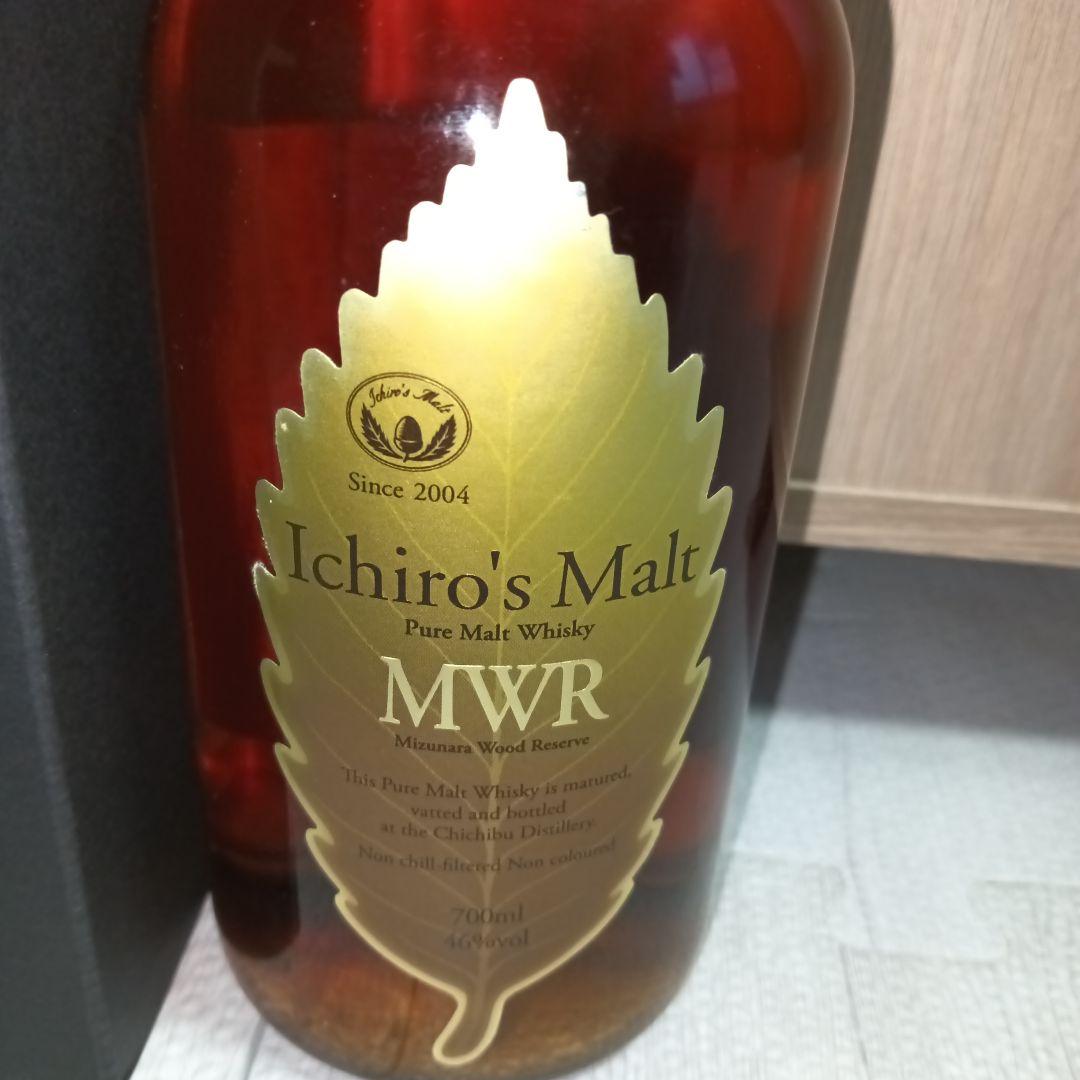 Ichiro's Malt
Since 2004
Ichiro's Malt
Pure Malt Whisky
MWR
Mizunara Wood Reserve
This Pure Malt Whisky is matured,
vatted and bottled
at the Chichibu Distillery.
Non chill-filtered Non coloured
700ml
46%vol